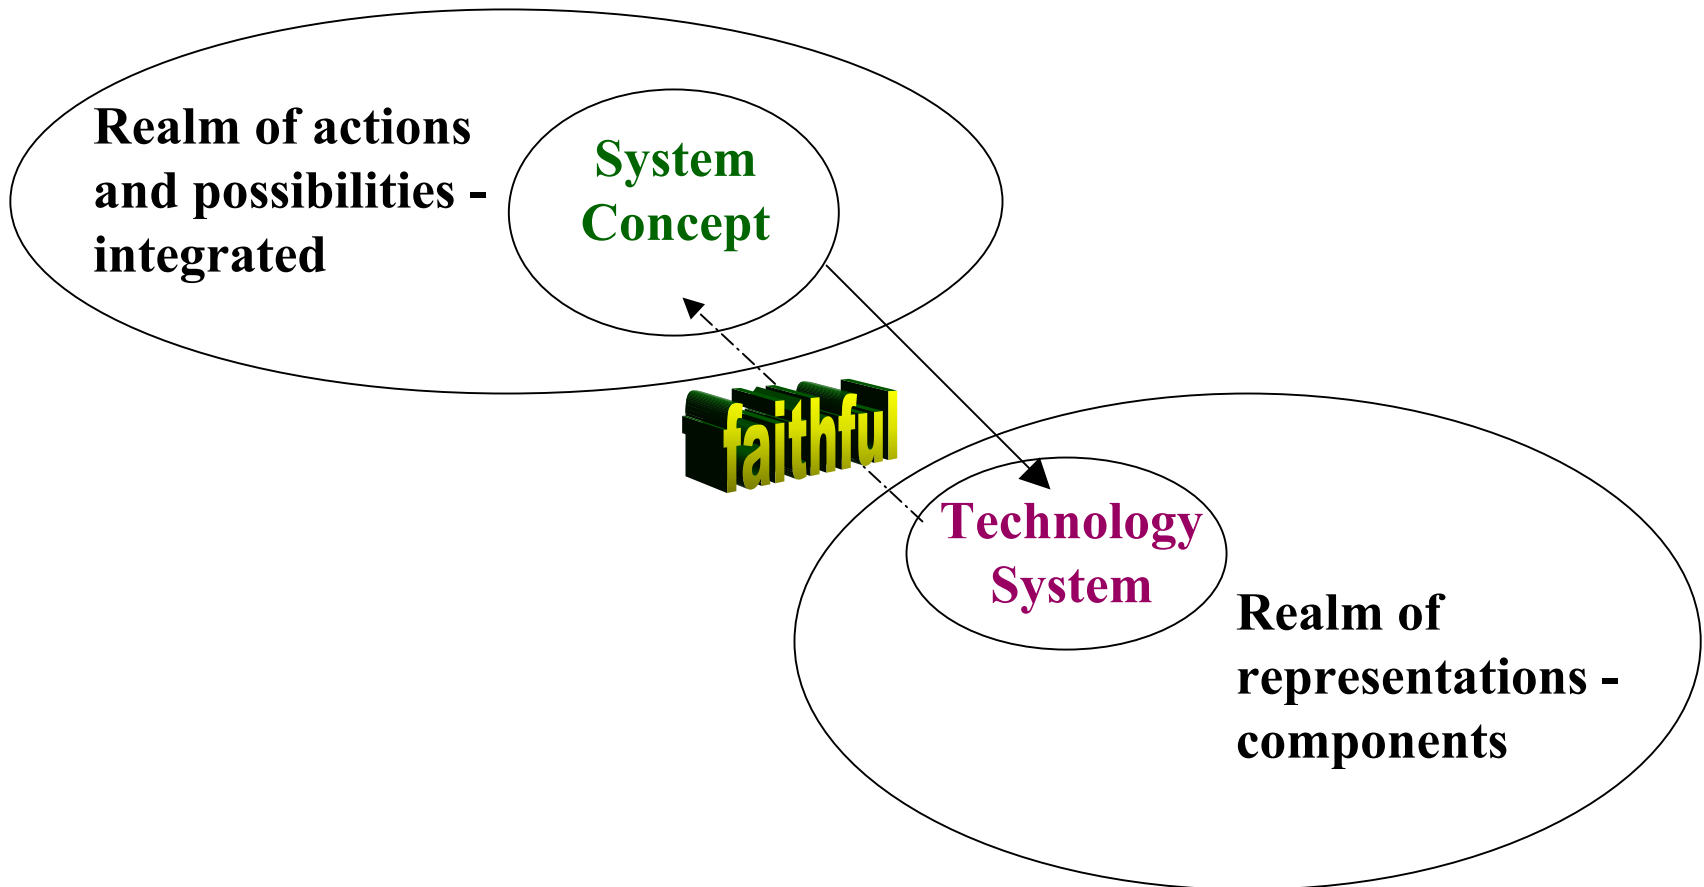 Realm of actions
and possibilities -
integrated
System
Concept
faithful
Technology
System
Realm of
representations -
components